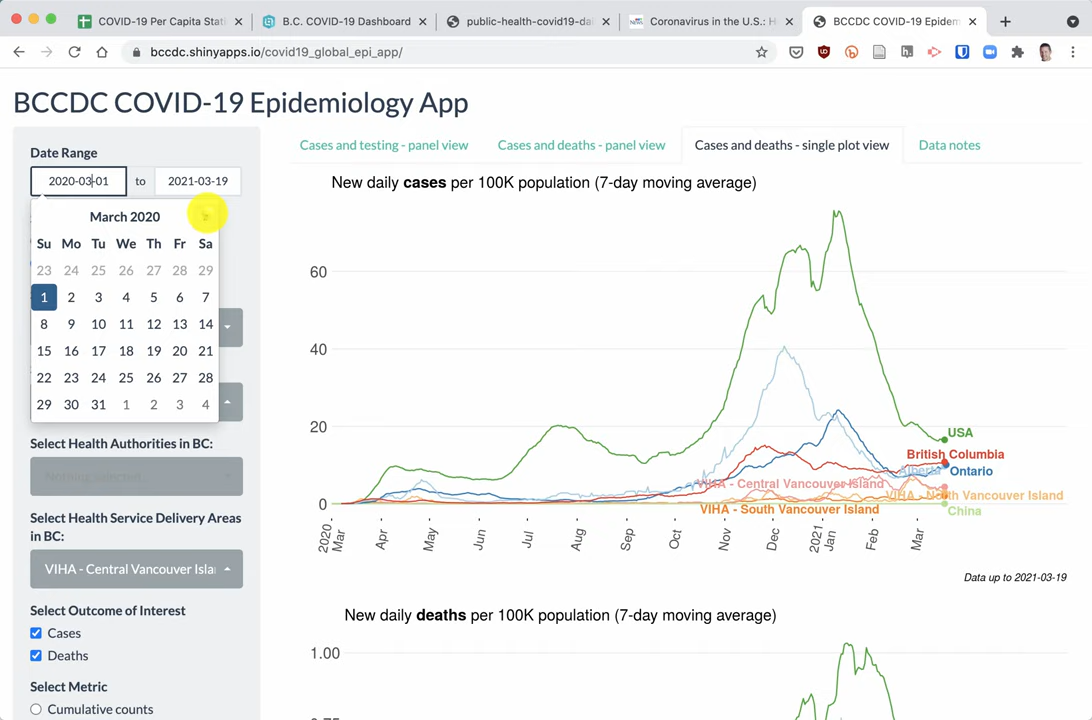 COVID-19 Per Capita Stati
B.C. COVID-19 Dashboard
public-health-covid19-da
Coronavirus in the U.S.: H
BCCDC COVID-19 Epidem
bccdc.shinyapps.io/covid19_global_epi_app/
BCCDC COVID-19 Epidemiology App
Date Range
2020-03-01 to 2021-03-19
March 2020
Su Mo Tu We Th Fr Sa
23 24 25 26 27 28 29
1 2 3 4 5 6 7
8 9 10 11 12 13 14
15 16 17 18 19 20 21
22 23 24 25 26 27 28
29 30 31 1 2 3 4
Select Health Authorities in BC:
Nothing selected
Select Health Service Delivery Areas
in BC:
VIHA - Central Vancouver Isla
Select Outcome of Interest
Cases
Deaths
Select Metric
Cumulative counts
Cases and testing - panel view
Cases and deaths - panel view
Cases and deaths - single plot view
Data notes
New daily cases per 100K population (7-day moving average)
60
40
20
0
USA
British Columbia
Alberta
Ontario
VIHA - Central Vancouver Island
VIHA - North Vancouver Island
VIHA - South Vancouver Island
China
2020
Mar
Apr
May
Jun
Jul
Aug
Sep
Oct
Nov
Dec
2021
Jan
Feb
Mar
Data up to 2021-03-19
New daily deaths per 100K population (7-day moving average)
1.00